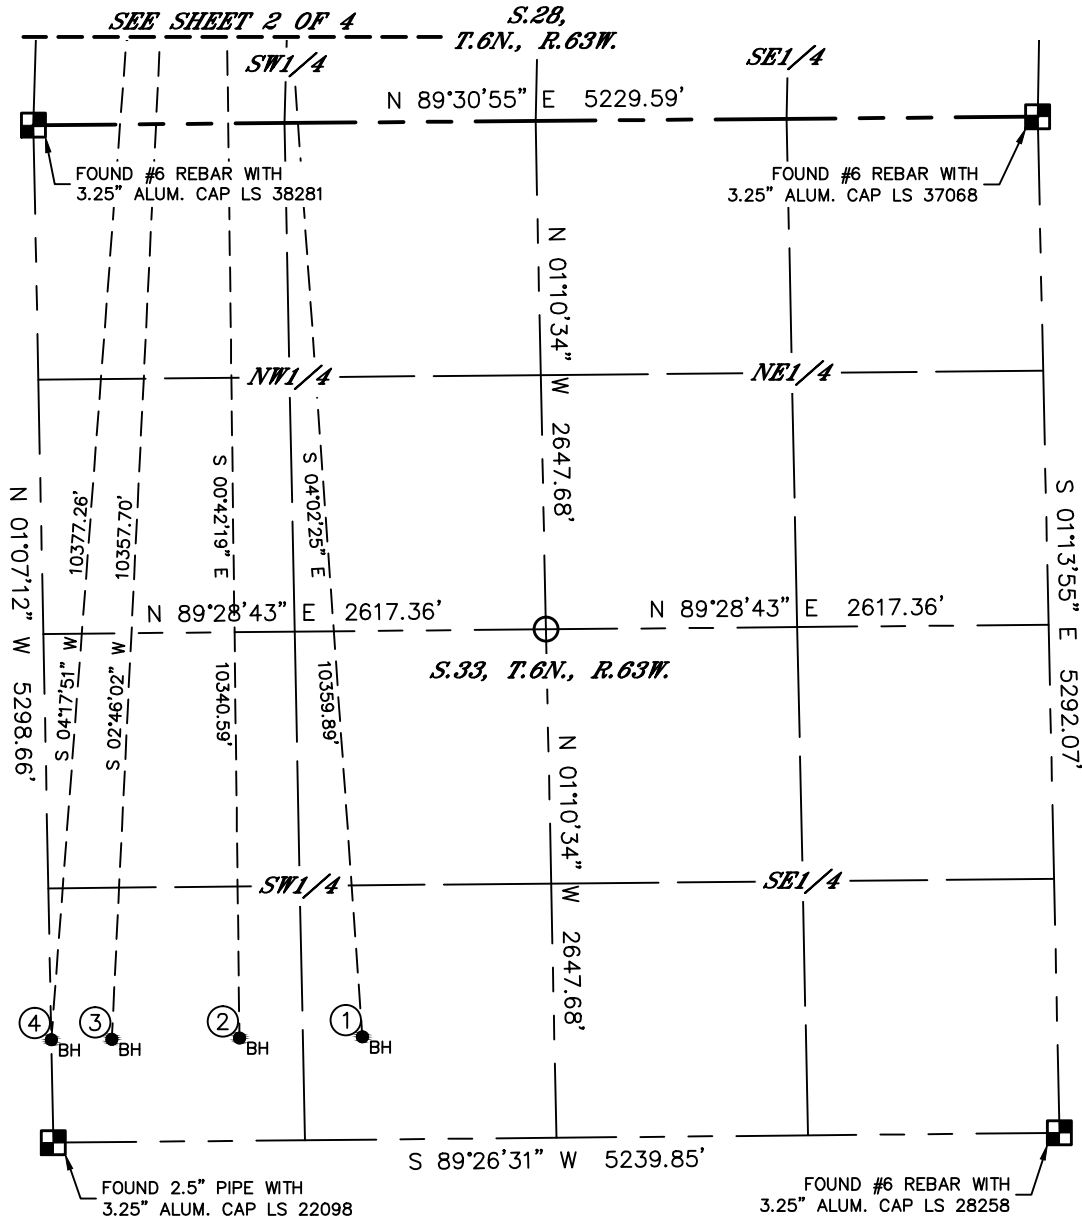 SEE SHEET 2 OF 4
S.28,
T.6N., R.63W.
SW1/4
SE1/4
N 89°30'55" E 5229.59'
FOUND #6 REBAR WITH
3.25" ALUM. CAP LS 38281
FOUND #6 REBAR WITH
3.25" ALUM. CAP LS 37068
N 01°10'34" W 2647.68'
NW1/4
NE1/4
N 01°07'12" W 5298.66'
S 04°17'51" W 10377.26'
S 02°46'02" W 10357.70'
S 00°42'19" E 10340.59'
S 04°02'25" E 10359.89'
S 01°13'55" E 5292.07'
N 89°28'43" E 2617.36'
N 89°28'43" E 2617.36'
S.33, T.6N., R.63W.
N 01°10'34" W 2647.68'
SW1/4
SE1/4
4
BH
3
BH
2
BH
1
BH
S 89°26'31" W 5239.85'
FOUND 2.5" PIPE WITH
3.25" ALUM. CAP LS 22098
FOUND #6 REBAR WITH
3.25" ALUM. CAP LS 28258